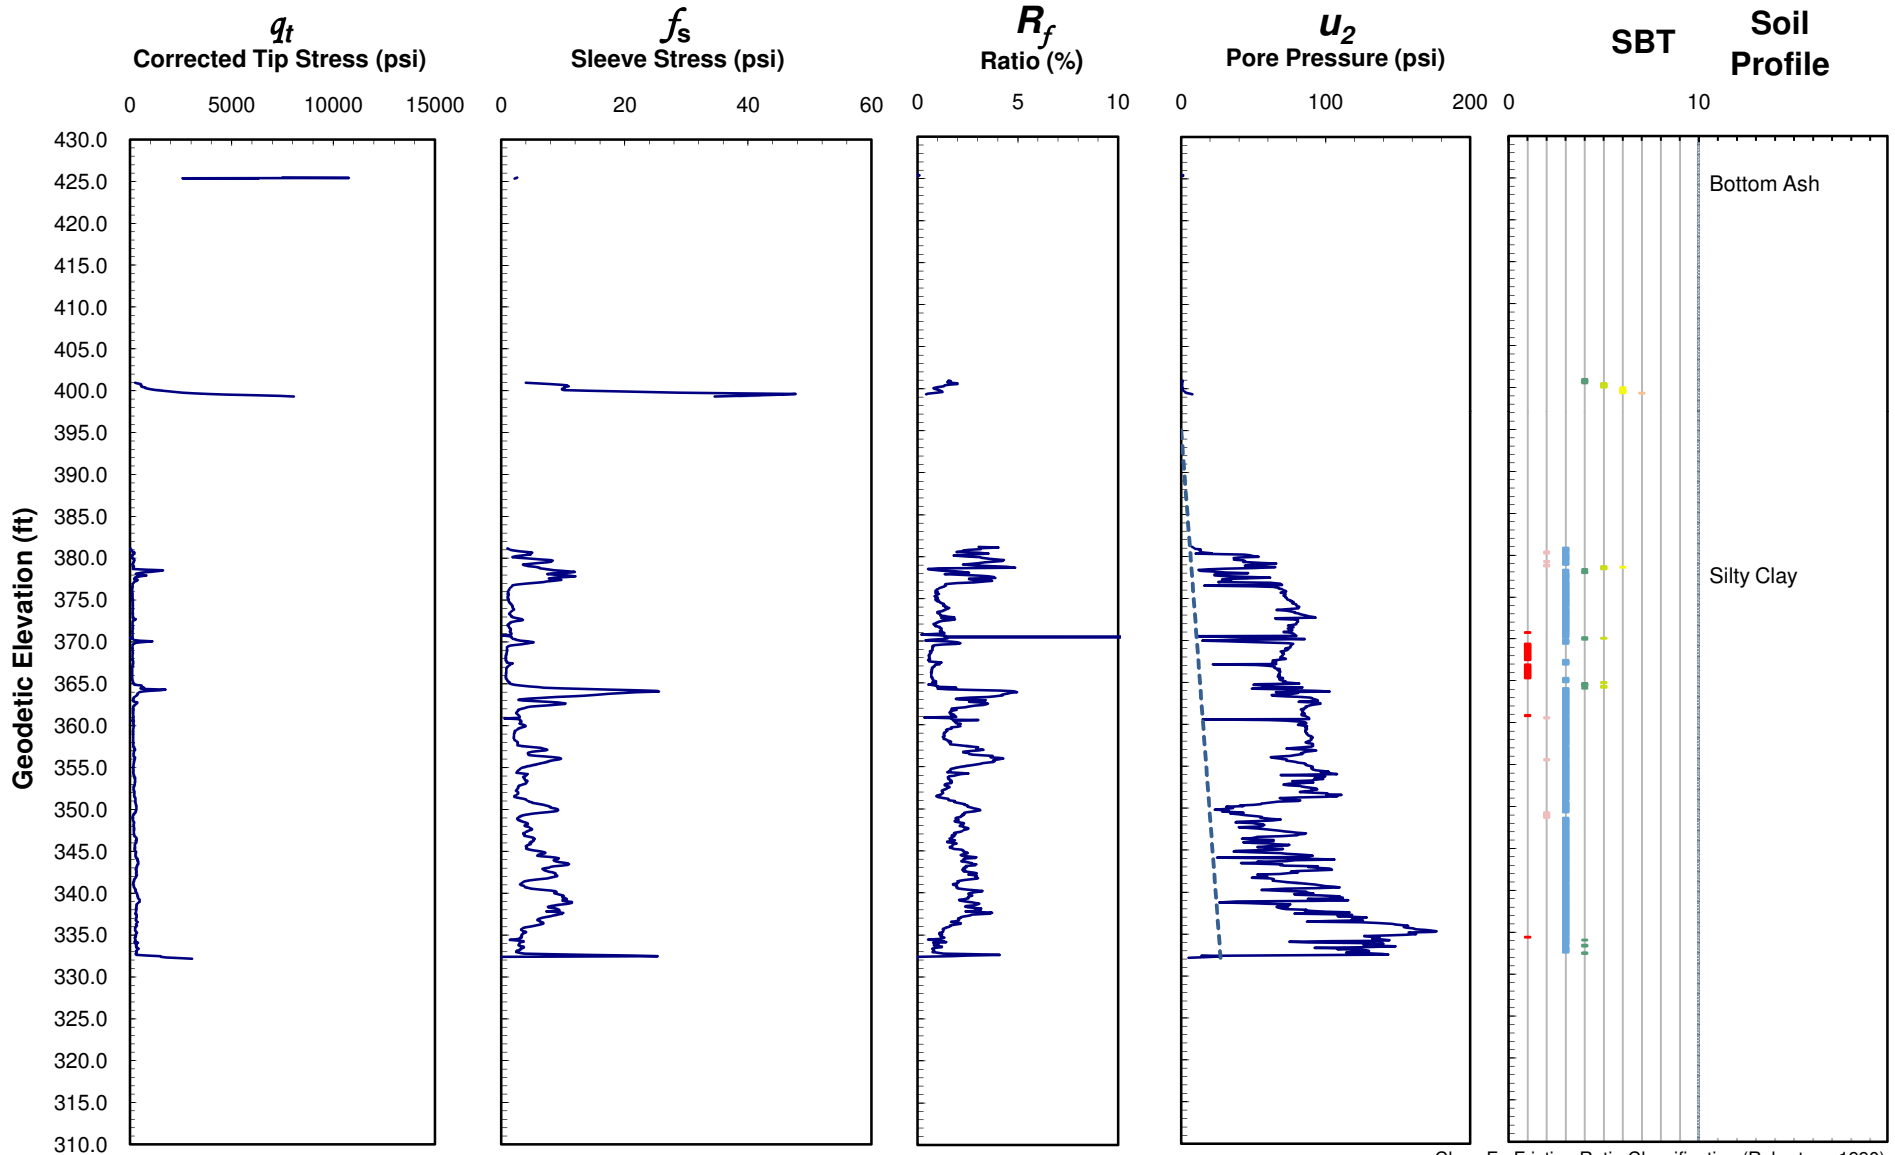 qt
Corrected Tip Stress (psi)
fs
Sleeve Stress (psi)
Rf
Ratio (%)
u2
Pore Pressure (psi)
SBT
Soil
Profile
0 5000 10000 15000
0 20 40 60
0 5 10
0 100 200
0 10
Geodetic Elevation (ft)
430.0
425.0
420.0
415.0
410.0
405.0
400.0
395.0
390.0
385.0
380.0
375.0
370.0
365.0
360.0
355.0
350.0
345.0
340.0
335.0
330.0
325.0
320.0
315.0
310.0
Bottom Ash
Silty Clay